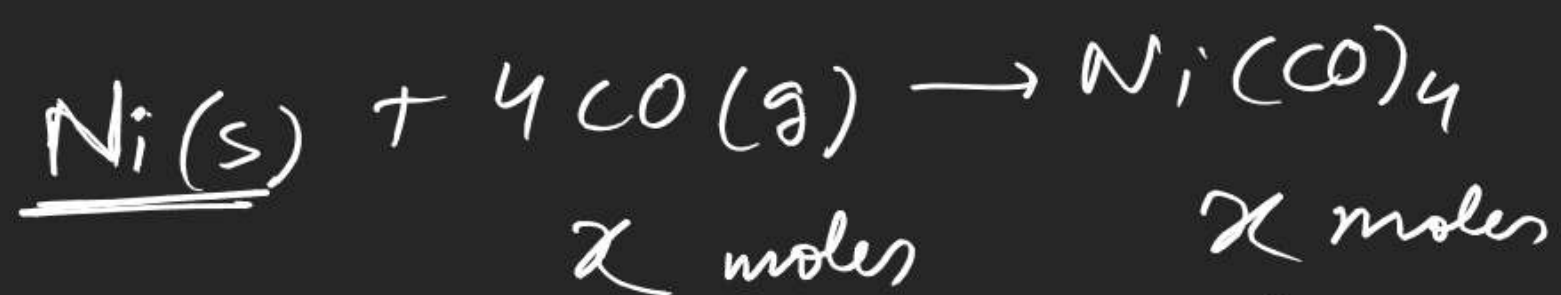 Ni(s) + 4CO(g) → Ni(CO)4
x moles x moles